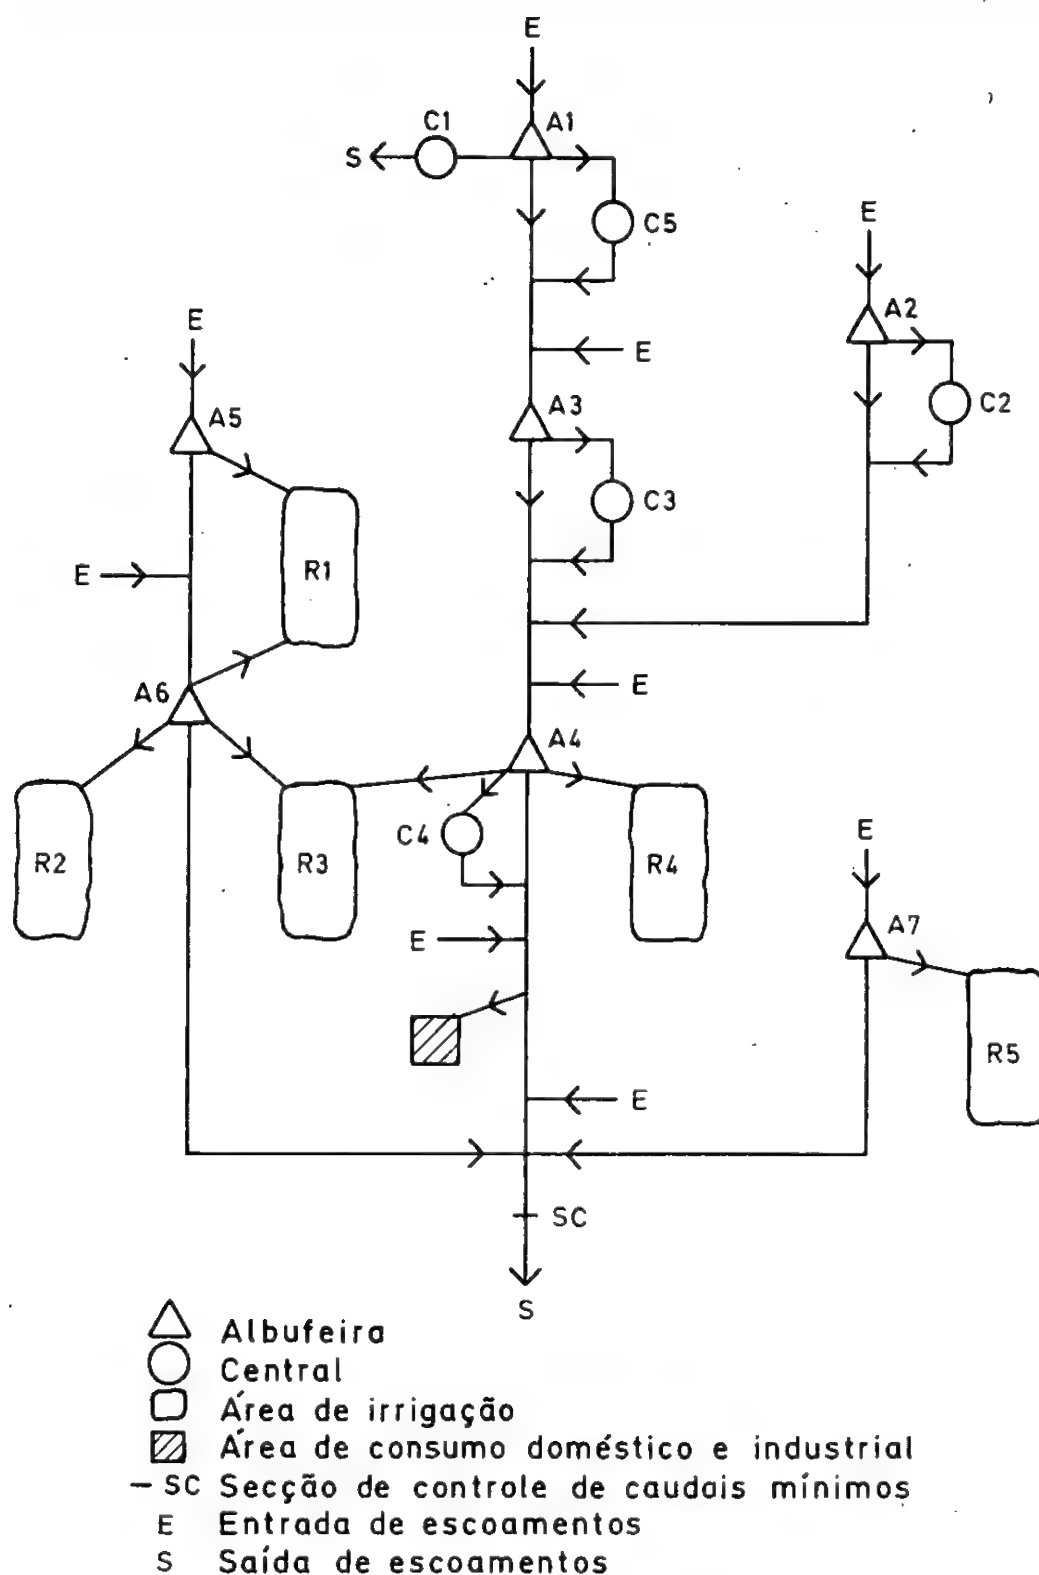 E
C1
A1
S
C5
E
A2
E
E
A3
C2
A5
C3
R1
E
A6
E
A4
C4
R2
R3
R4
E
E
A7
R5
E
SC
S
Albufeira
Central
Área de irrigação
Área de consumo doméstico e industrial
— SC Secção de controle de caudais mínimos
E Entrada de escoamentos
S Saída de escoamentos